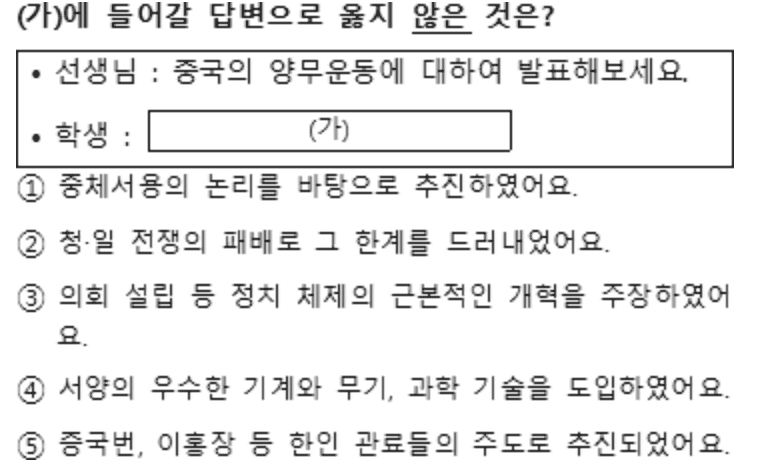 (가)에 들어갈 답변으로 옳지 않은 것은?
• 선생님 : 중국의 양무운동에 대하여 발표해보세요.
• 학생 : (가)
① 중체서용의 논리를 바탕으로 추진하였어요.
② 청·일 전쟁의 패배로 그 한계를 드러내었어요.
③ 의회 설립 등 정치 체제의 근본적인 개혁을 주장하였어
요.
④ 서양의 우수한 기계와 무기, 과학 기술을 도입하였어요.
⑤ 증국번, 이홍장 등 한인 관료들의 주도로 추진되었어요.